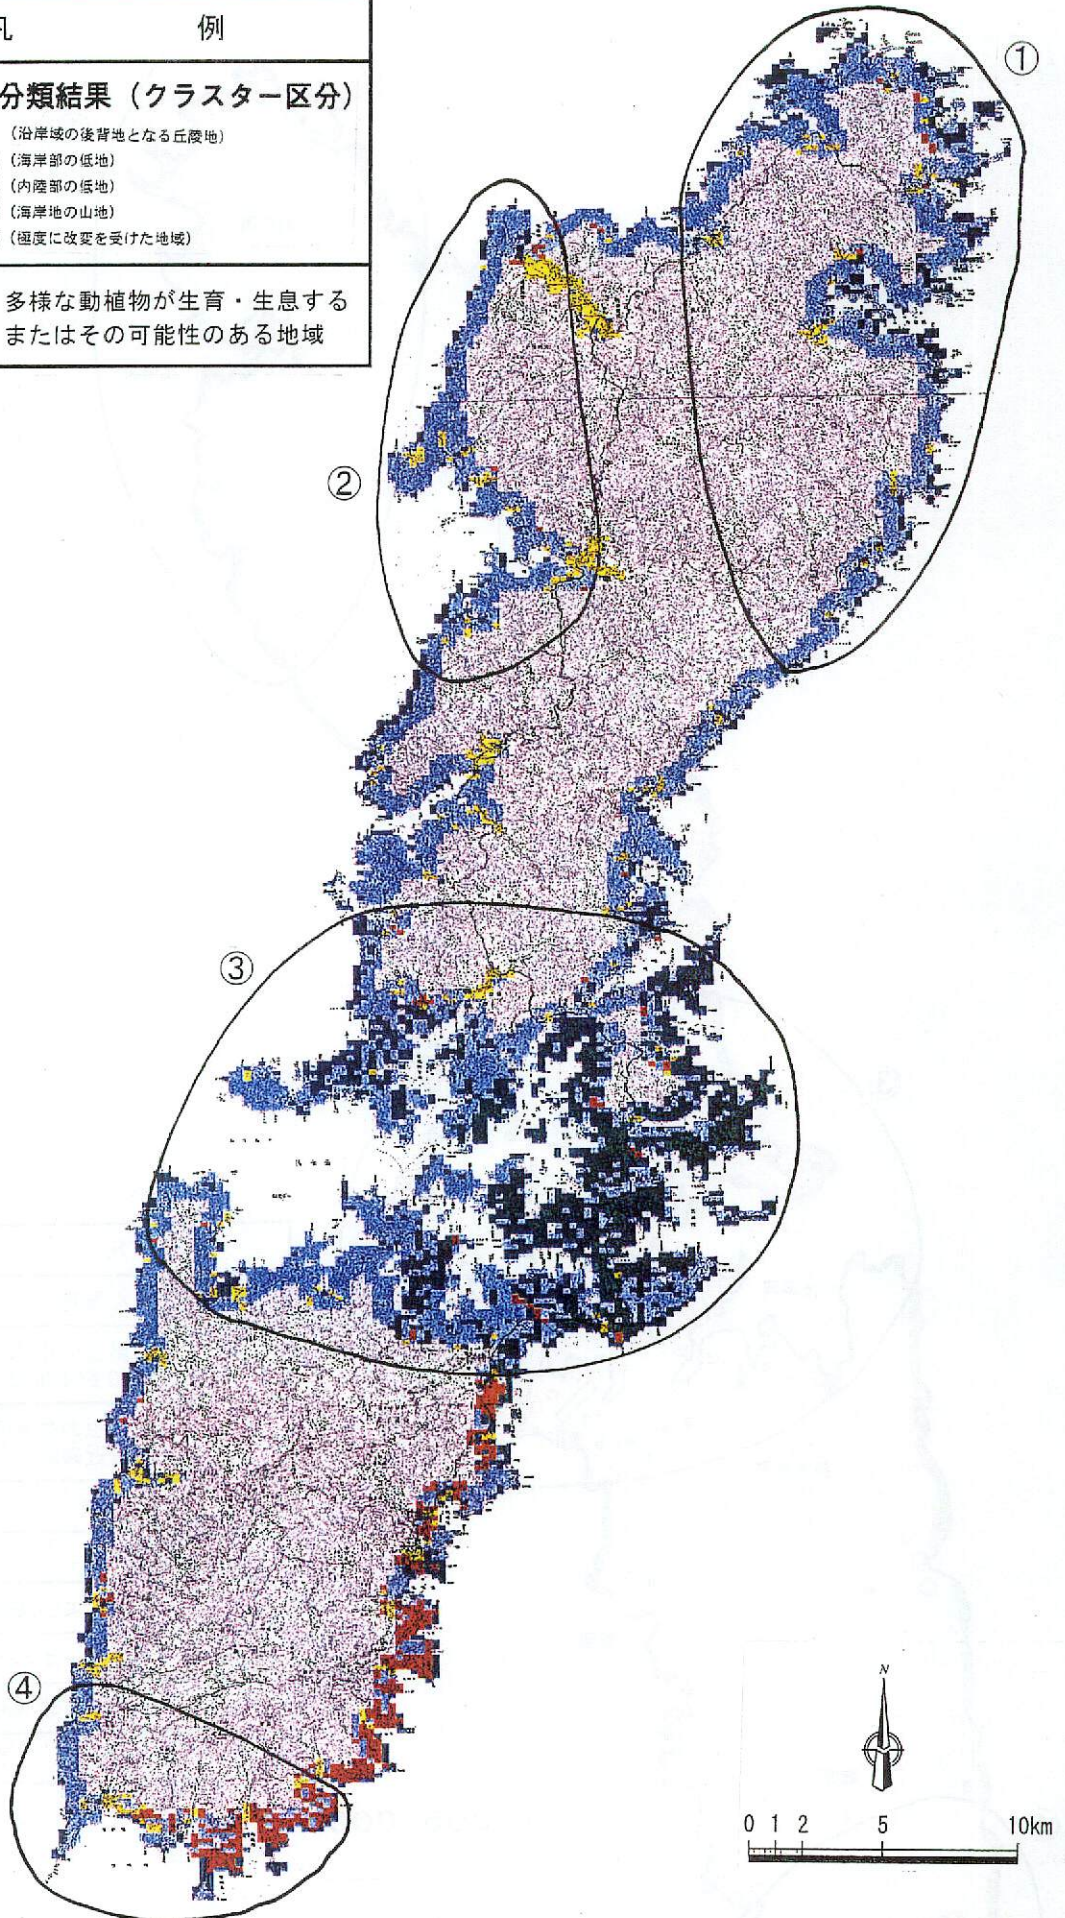 凡 例
分類結果（クラスター区分）
（沿岸域の後背地となる丘陵地）
（海岸部の低地）
（内陸部の低地）
（海岸地の山地）
（極度に改変を受けた地域）
多様な動植物が生育・生息する
またはその可能性のある地域
①
②
③
④
N
0 1 2 5 10km